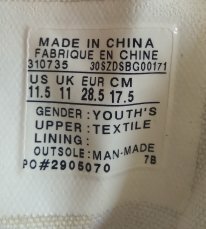 MADE IN CHINA
FABRIQUE EN CHINE
310735 30SZDSBG00171
US UK EUR CM
11.5 11 28.5 17.5
GENDER : YOUTH'S
UPPER : TEXTILE
LINING :
OUTSOLE : MAN-MADE
7B
PO#2905070